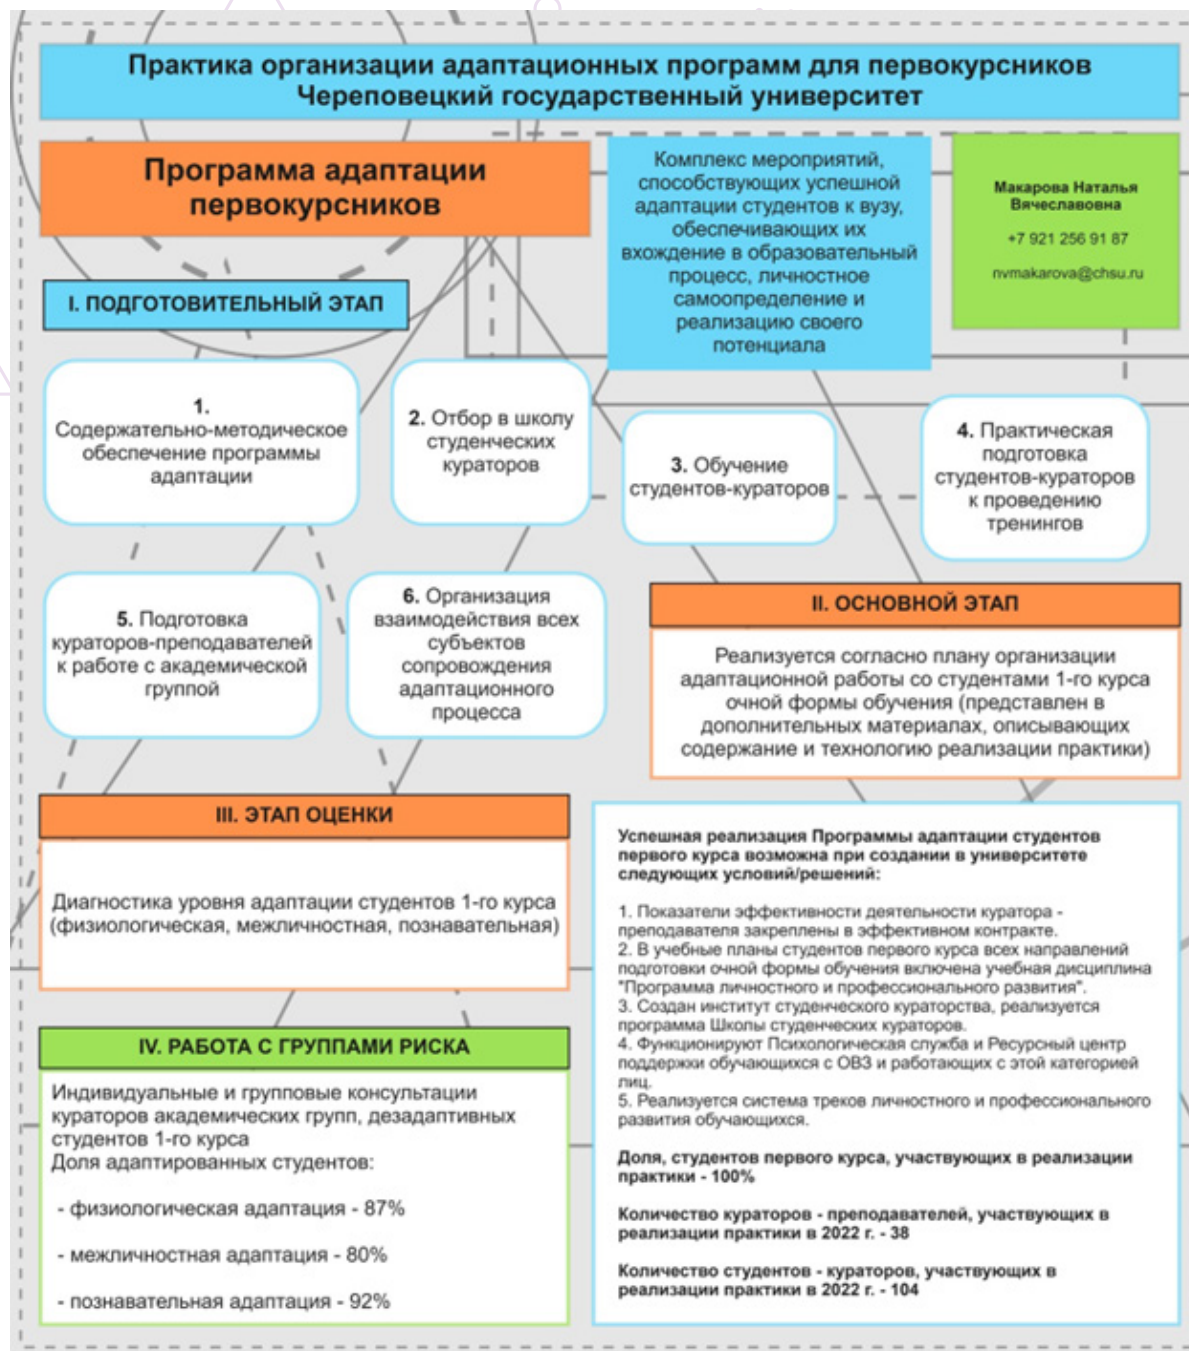 Практика организации адаптационных программ для первокурсников
Череповецкий государственный университет
Программа адаптации
первокурсников
Комплекс мероприятий,
способствующих успешной
адаптации студентов к вузу,
обеспечивающих их
вхождение в образовательный
процесс, личностное
самоопределение и
реализацию своего
потенциала
Макарова Наталья
Вячеславовна
+7 921 256 91 87
nvmakarova@chsu.ru
I. ПОДГОТОВИТЕЛЬНЫЙ ЭТАП
1.
Содержательно-методическое
обеспечение программы
адаптации
2. Отбор в школу
студенческих
кураторов
3. Обучение
студентов-кураторов
4. Практическая
подготовка
студентов-кураторов
к проведению
тренингов
5. Подготовка
кураторов-преподавателей
к работе с академической
группой
6. Организация
взаимодействия всех
субъектов
сопровождения
адаптационного
процесса
II. ОСНОВНОЙ ЭТАП
Реализуется согласно плану организации
адаптационной работы со студентами 1-го курса
очной формы обучения (представлен в
дополнительных материалах, описывающих
содержание и технологию реализации практики)
III. ЭТАП ОЦЕНКИ
Диагностика уровня адаптации студентов 1-го курса
(физиологическая, межличностная, познавательная)
IV. РАБОТА С ГРУППАМИ РИСКА
Индивидуальные и групповые консультации
кураторов академических групп, дезадаптивных
студентов 1-го курса
Доля адаптированных студентов:
- физиологическая адаптация - 87%
- межличностная адаптация - 80%
- познавательная адаптация - 92%
Успешная реализация Программы адаптации студентов
первого курса возможна при создании в университете
следующих условий/решений:
1. Показатели эффективности деятельности куратора -
преподавателя закреплены в эффективном контракте.
2. В учебные планы студентов первого курса всех направлений
подготовки очной формы обучения включена учебная дисциплина
"Программа личностного и профессионального развития".
3. Создан институт студенческого кураторства, реализуется
программа Школы студенческих кураторов.
4. Функционируют Психологическая служба и Ресурсный центр
поддержки обучающихся с ОВЗ и работающих с этой категорией
лиц.
5. Реализуется система треков личностного и профессионального
развития обучающихся.
Доля, студентов первого курса, участвующих в реализации
практики - 100%
Количество кураторов - преподавателей, участвующих в
реализации практики в 2022 г. - 38
Количество студентов - кураторов, участвующих в
реализации практики в 2022 г. - 104